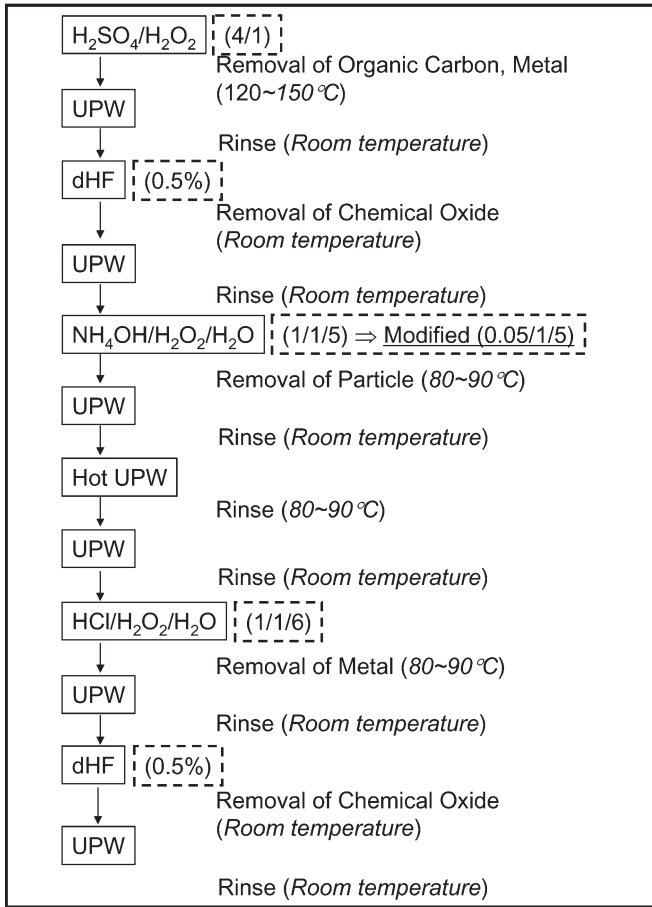 H₂SO₄/H₂O₂ (4/1)
Removal of Organic Carbon, Metal
(120~150°C)
UPW
Rinse (Room temperature)
dHF (0.5%)
Removal of Chemical Oxide
(Room temperature)
UPW
Rinse (Room temperature)
NH₄OH/H₂O₂/H₂O (1/1/5) ⇒ Modified (0.05/1/5)
Removal of Particle (80~90°C)
UPW
Rinse (Room temperature)
Hot UPW
Rinse (80~90°C)
UPW
Rinse (Room temperature)
HCl/H₂O₂/H₂O (1/1/6)
Removal of Metal (80~90°C)
UPW
Rinse (Room temperature)
dHF (0.5%)
Removal of Chemical Oxide
(Room temperature)
UPW
Rinse (Room temperature)